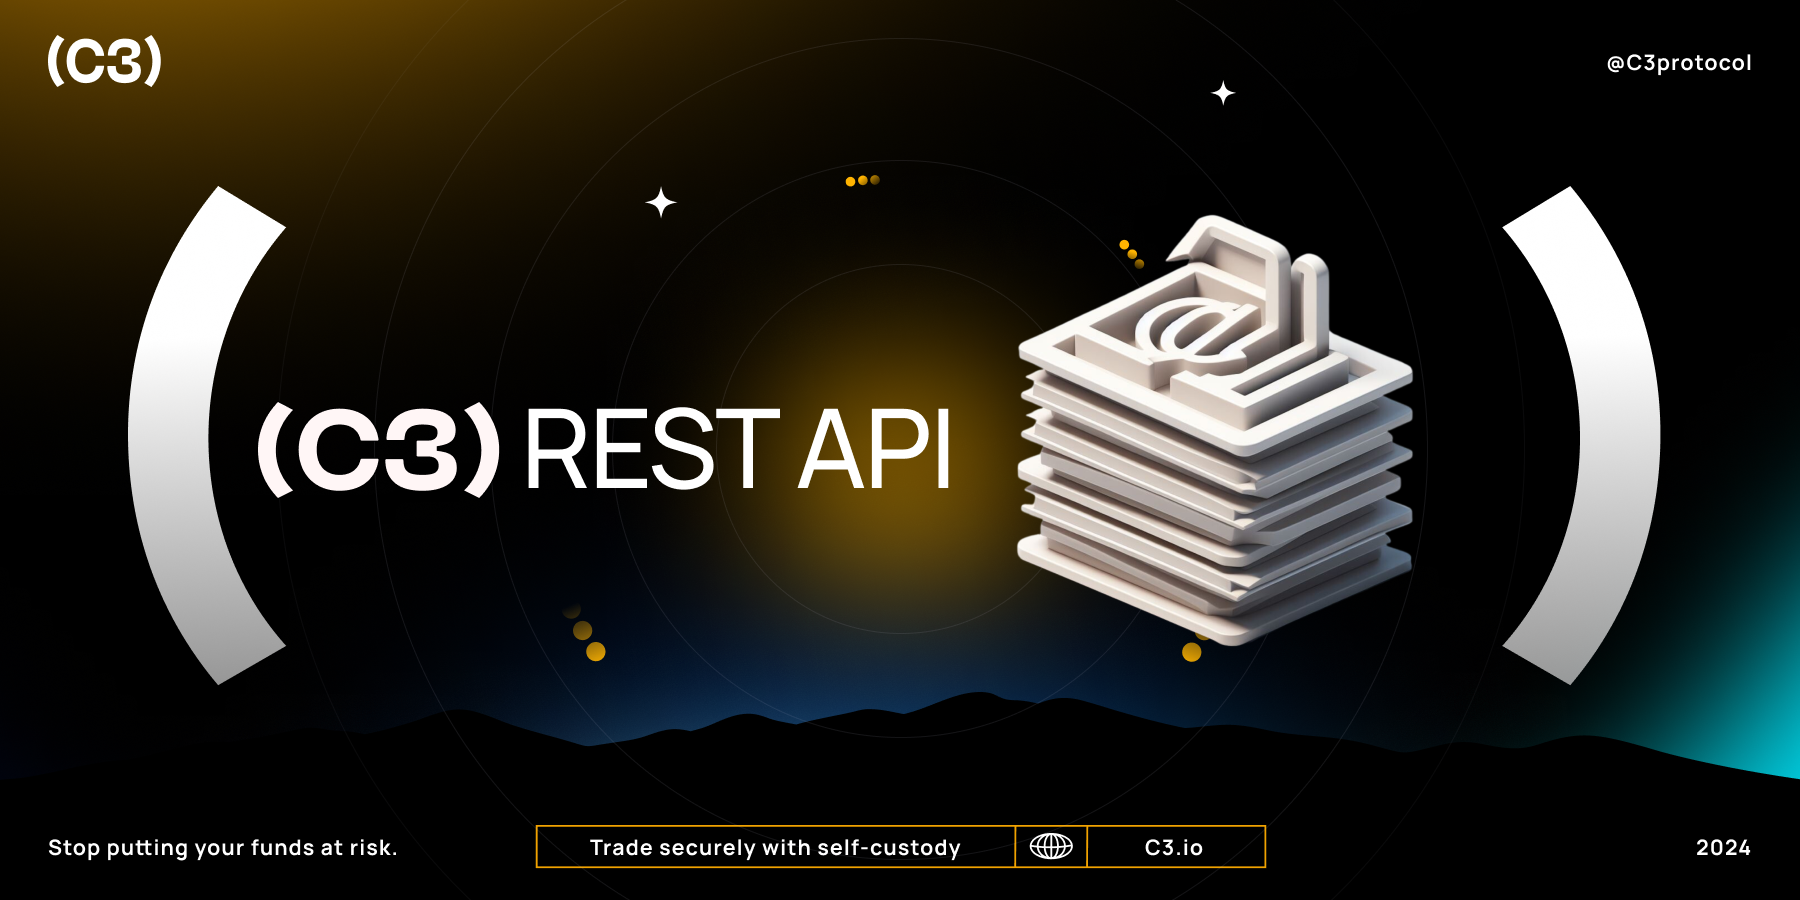 (C3)
@C3protocol
(C3) REST API
Stop putting your funds at risk.
Trade securely with self-custody
C3.io
2024